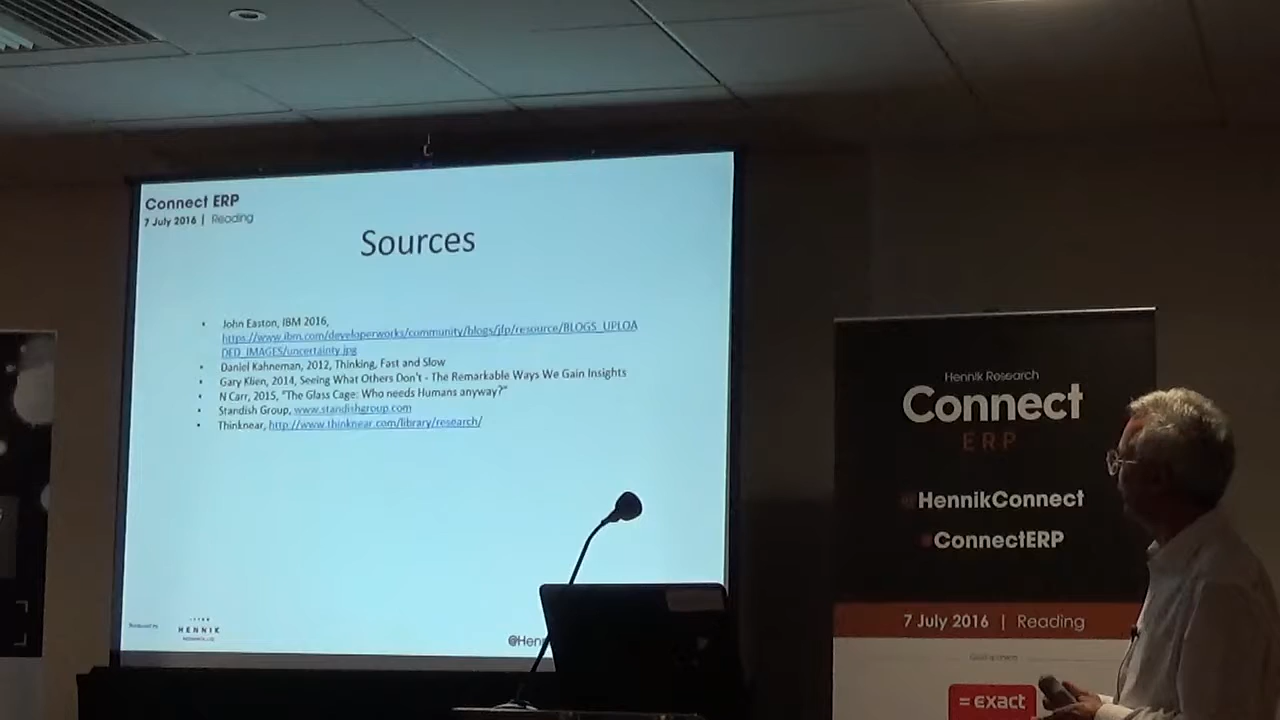 Connect ERP
7 July 2016 | Reading
Sources
• John Easton, IBM 2016,
https://www.ibm.com/developerworks/community/blogs/jfp/resource/BLOGS_UPLOA
DED_IMAGES/uncertainty.jpg
• Daniel Kahneman, 2012, Thinking, Fast and Slow
• Gary Klien, 2014, Seeing What Others Don't - The Remarkable Ways We Gain Insights
• N Carr, 2015, "The Glass Cage: Who needs Humans anyway?"
• Standish Group, www.standishgroup.com
• Thinknear, http://www.thinknear.com/library/research/
HENNIK
@Henn
Hennik Research
Connect
ERP
@HennikConnect
#ConnectERP
7 July 2016 | Reading
= exact